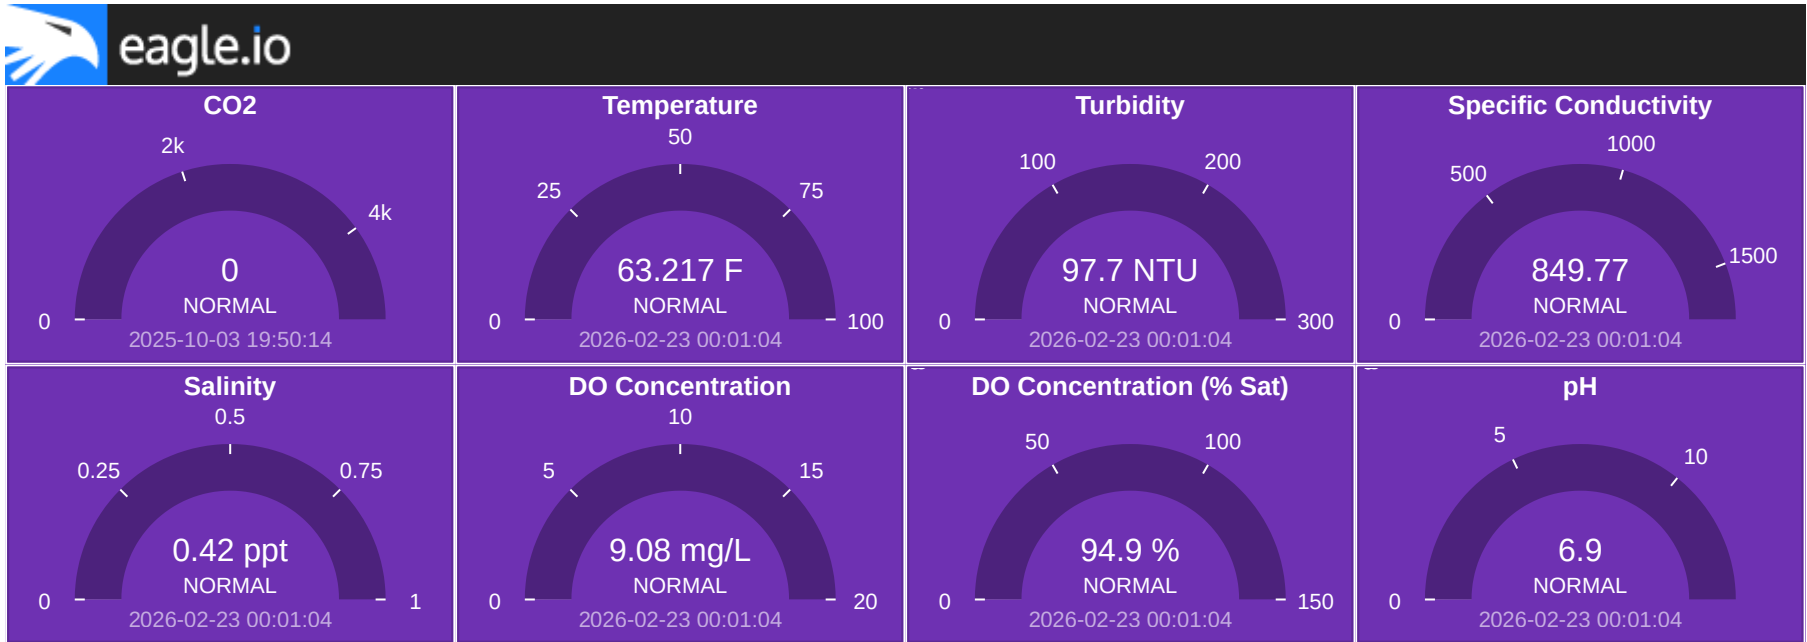 eagle.io
CO2
2k
4k
0
0
NORMAL
2025-10-03 19:50:14
Temperature
50
25
75
63.217 F
NORMAL
0
100
2026-02-23 00:01:04
Turbidity
100
200
97.7 NTU
NORMAL
0
300
2026-02-23 00:01:04
Specific Conductivity
1000
500
1500
849.77
NORMAL
0
2026-02-23 00:01:04
Salinity
0.5
0.25
0.75
0.42 ppt
NORMAL
0
1
2026-02-23 00:01:04
DO Concentration
10
5
15
9.08 mg/L
NORMAL
0
20
2026-02-23 00:01:04
DO Concentration (% Sat)
50
100
94.9 %
NORMAL
0
150
2026-02-23 00:01:04
pH
5
10
6.9
NORMAL
0
2026-02-23 00:01:04